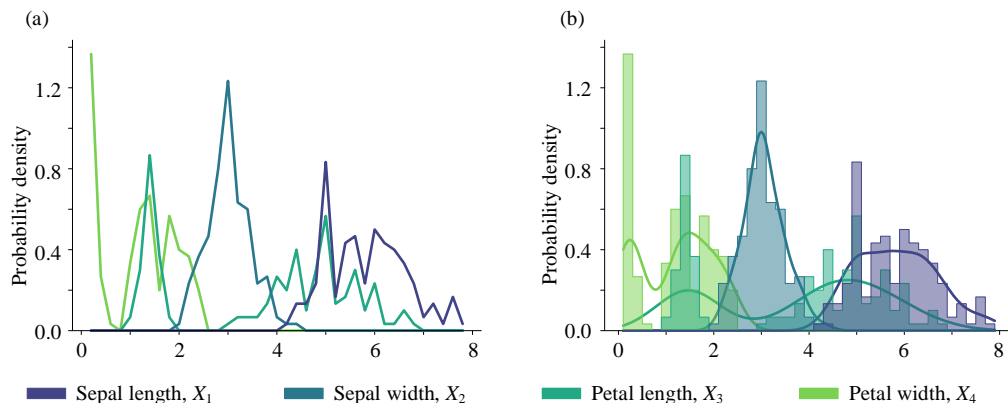 (a)
Probability density
1.2
0.8
0.4
0.0
0
2
4
6
8
(b)
Probability density
1.2
0.8
0.4
0.0
0
2
4
6
8
Sepal length, X1
Sepal width, X2
Petal length, X3
Petal width, X4